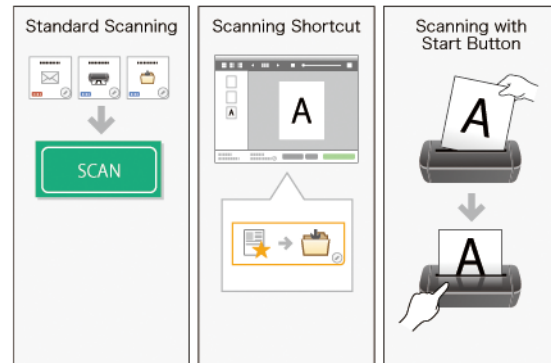 Standard Scanning
SCAN
Scanning Shortcut
A
A
Scanning with
Start Button
A
A